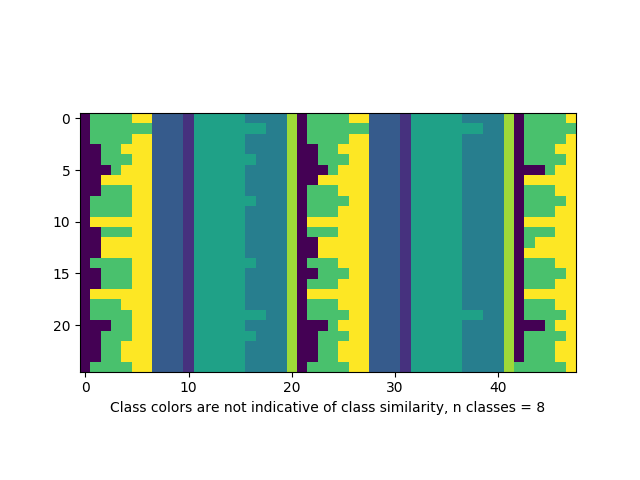 0
5
10
15
20
0 10 20 30 40
Class colors are not indicative of class similarity, n classes = 8